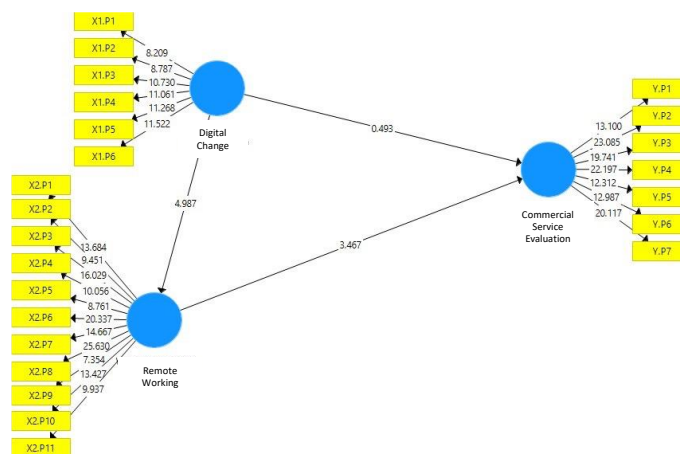 X1.P1
X1.P2
X1.P3
X1.P4
X1.P5
X1.P6
8.209
8.787
10.730
11.061
11.268
11.522
Digital
Change
0.493
4.987
3.467
Y.P1
Y.P2
Y.P3
Y.P4
Y.P5
Y.P6
Y.P7
13.100
23.085
19.741
22.197
12.312
12.987
20.117
Commercial
Service
Evaluation
X2.P1
X2.P2
X2.P3
X2.P4
X2.P5
X2.P6
X2.P7
X2.P8
X2.P9
X2.P10
X2.P11
13.684
9.451
16.029
10.056
8.761
20.337
14.667
25.630
7.354
13.427
9.937
Remote
Working